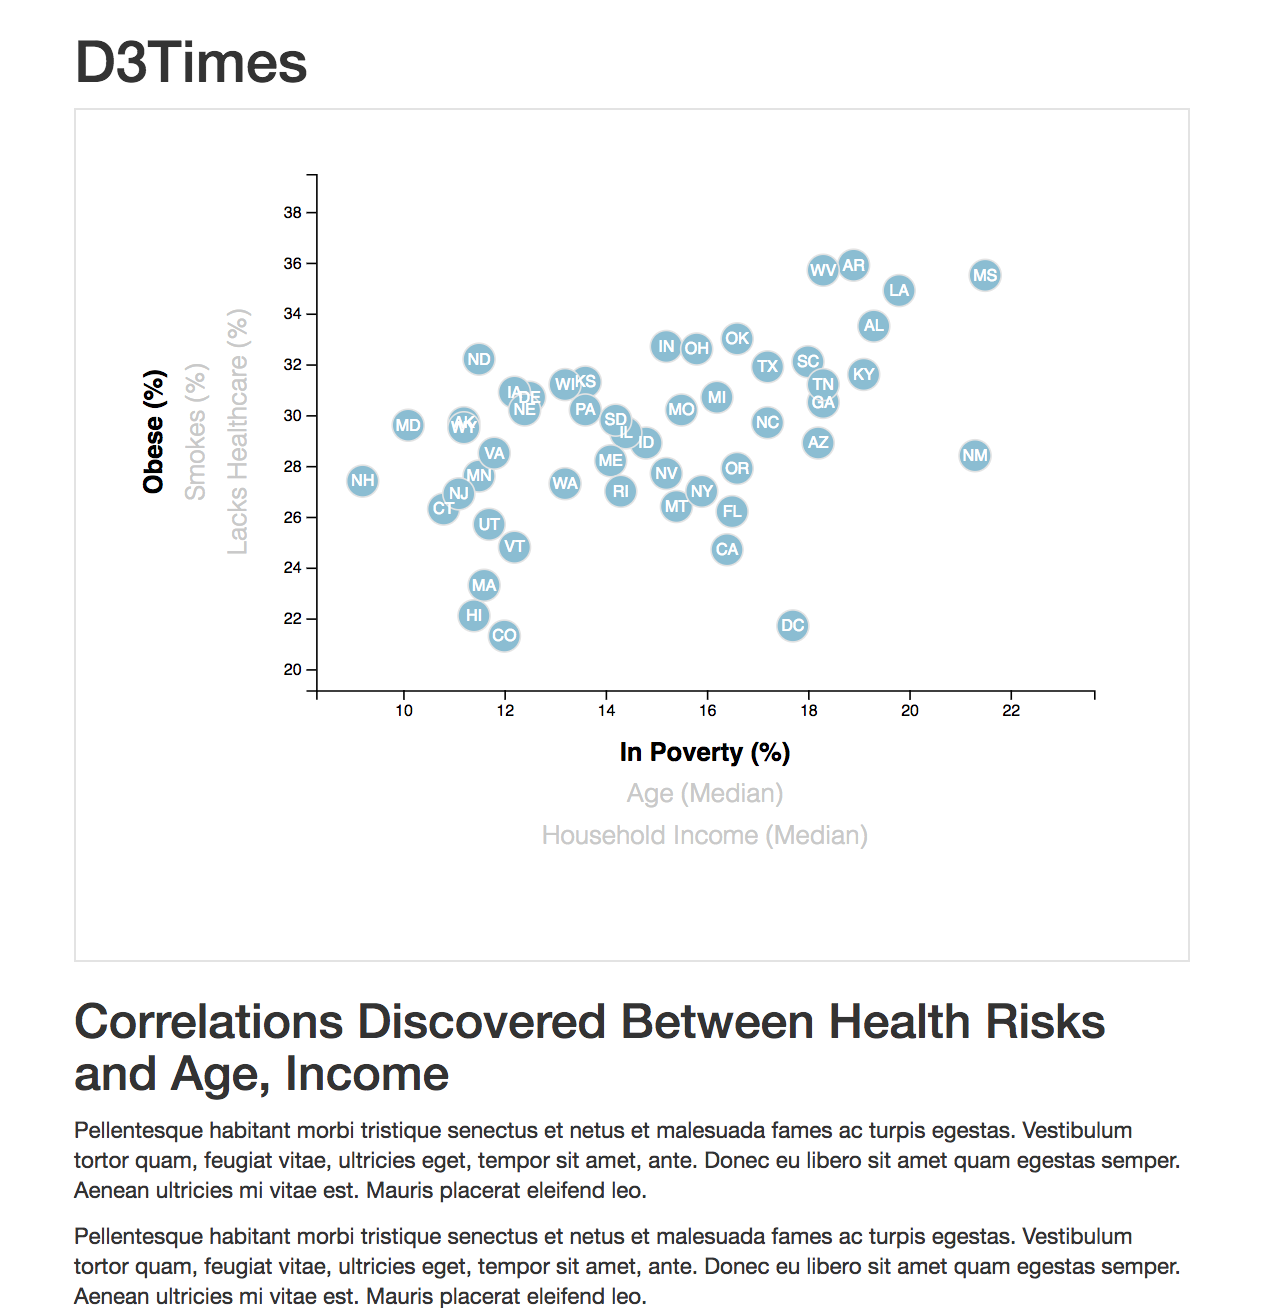 D3Times
38
36
34
32
30
28
26
24
22
20
Obese (%)
Smokes (%)
Lacks Healthcare (%)
WV
AR
MS
LA
AL
OK
IN
OH
ND
TX
SC
KY
WI
KS
TN
GA
IA
DE
NE
MI
PA
MO
SD
IL
ID
MD
AK
WY
NC
AZ
VA
ME
NM
NH
MN
WA
NV
OR
NJ
RI
NY
CT
MT
FL
UT
VT
CA
MA
HI
CO
DC
10 12 14 16 18 20 22
In Poverty (%)
Age (Median)
Household Income (Median)
Correlations Discovered Between Health Risks
and Age, Income
Pellentesque habitant morbi tristique senectus et netus et malesuada fames ac turpis egestas. Vestibulum
tortor quam, feugiat vitae, ultricies eget, tempor sit amet, ante. Donec eu libero sit amet quam egestas semper.
Aenean ultricies mi vitae est. Mauris placerat eleifend leo.
Pellentesque habitant morbi tristique senectus et netus et malesuada fames ac turpis egestas. Vestibulum
tortor quam, feugiat vitae, ultricies eget, tempor sit amet, ante. Donec eu libero sit amet quam egestas semper.
Aenean ultricies mi vitae est. Mauris placerat eleifend leo.